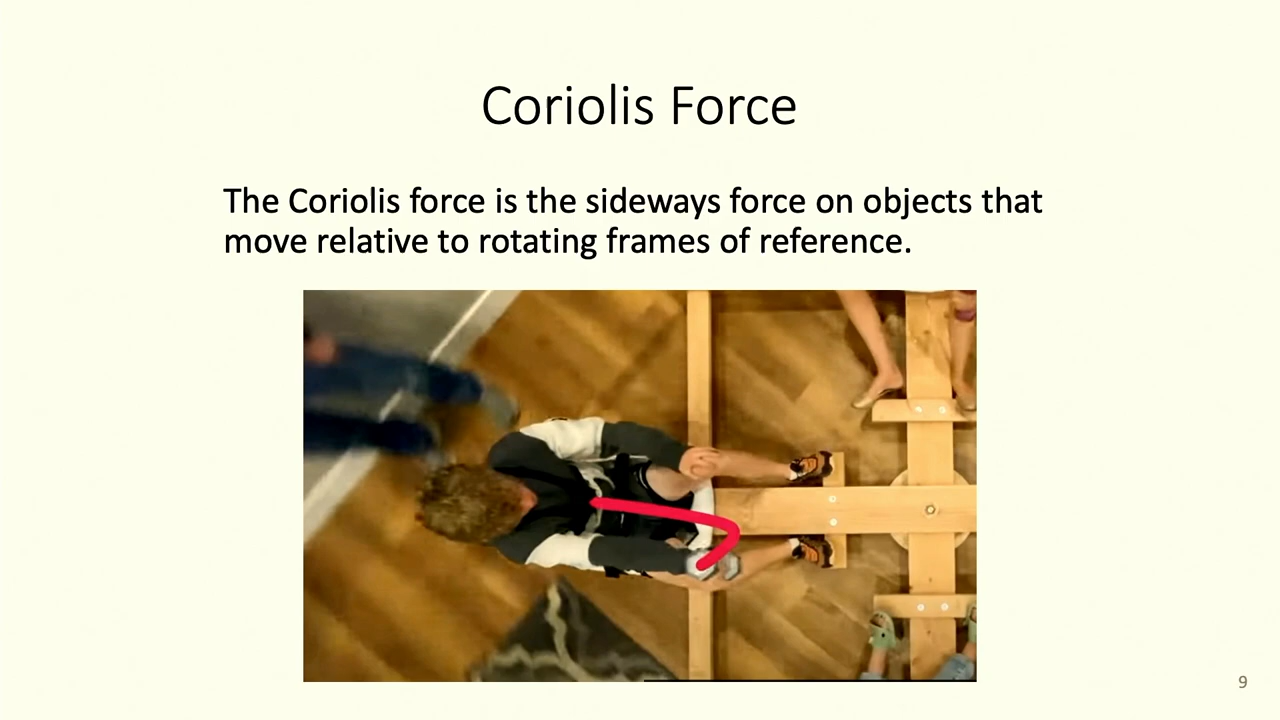 Coriolis Force
The Coriolis force is the sideways force on objects that
move relative to rotating frames of reference.
9